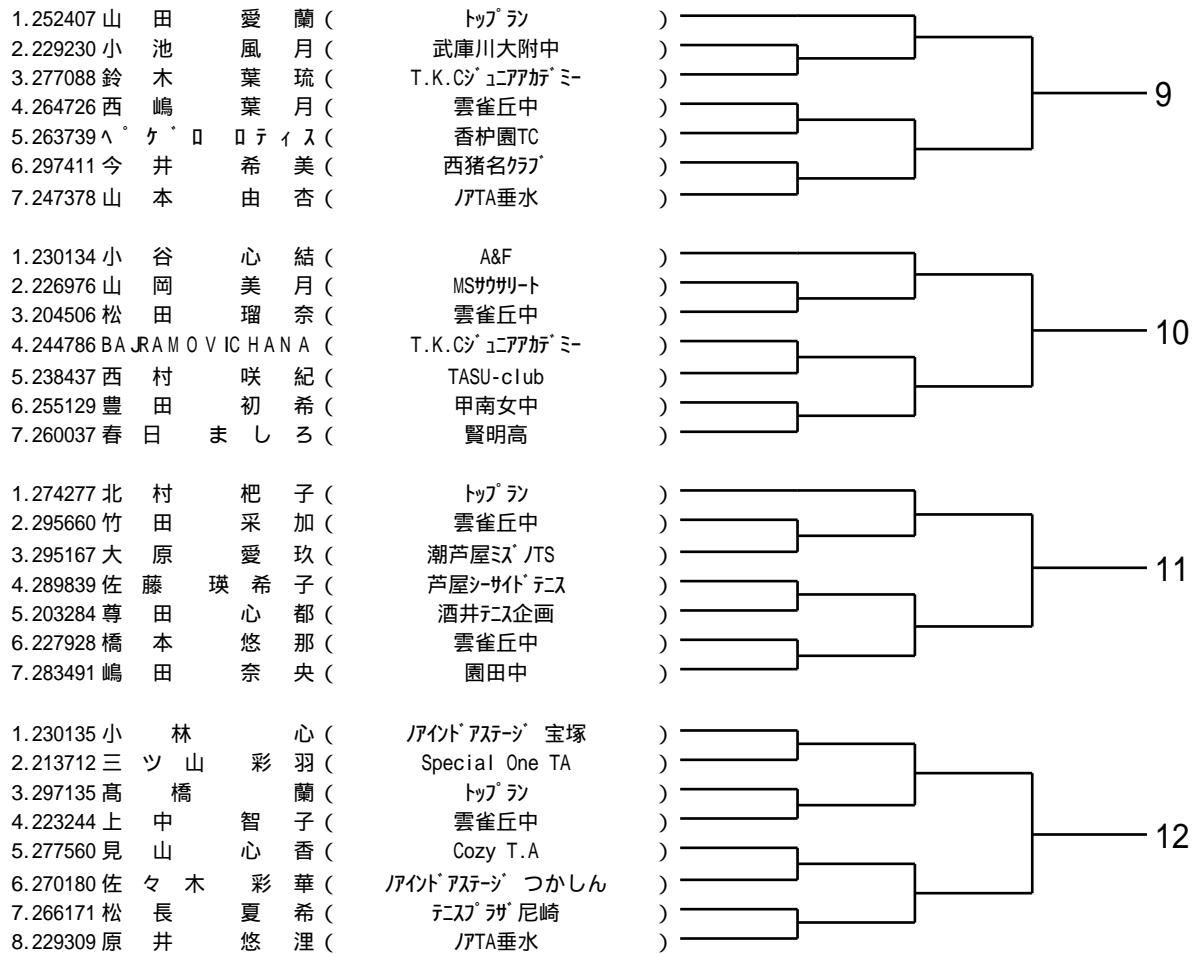 1.252407 山 田 愛 蘭 ( ﾄｯﾌﾟﾗﾝ )
2.229230 小 池 風 月 ( 武庫川大附中 )
3.277088 鈴 木 葉 琉 ( T.K.Cｼﾞｭﾆｱｱｶﾃﾞﾐｰ )
4.264726 西 嶋 葉 月 ( 雲雀丘中 )
5.263739 ﾍﾟｹﾞﾛ ﾛﾃｨｽ ( 香枦園TC )
6.297411 今 井 希 美 ( 西猪名ｸﾗﾌﾞ )
7.247378 山 本 由 杏 ( ﾉｱTA垂水 )
9
1.230134 小 谷 心 結 ( A&F )
2.226976 山 岡 美 月 ( MSｻｳｻﾘｰﾄ )
3.204506 松 田 瑠 奈 ( 雲雀丘中 )
4.244786 BAJRAMOVIC HANA ( T.K.Cｼﾞｭﾆｱｱｶﾃﾞﾐｰ )
5.238437 西 村 咲 紀 ( TASU-club )
6.255129 豊 田 初 希 ( 甲南女中 )
7.260037 春 日 ま し ろ ( 賢明高 )
10
1.274277 北 村 杷 子 ( ﾄｯﾌﾟﾗﾝ )
2.295660 竹 田 采 加 ( 雲雀丘中 )
3.295167 大 原 愛 玖 ( 潮芦屋ﾐｽﾞﾉTS )
4.289839 佐 藤 瑛 希 子 ( 芦屋ｼｰｻｲﾄﾞﾃﾆｽ )
5.203284 尊 田 心 都 ( 酒井ﾃﾆｽ企画 )
6.227928 橋 本 悠 那 ( 雲雀丘中 )
7.283491 嶋 田 奈 央 ( 園田中 )
11
1.230135 小 林 心 ( ﾉｱｲﾝﾄﾞｱｽﾃｰｼﾞ 宝塚 )
2.213712 三 ツ 山 彩 羽 ( Special One TA )
3.297135 髙 橋 蘭 ( ﾄｯﾌﾟﾗﾝ )
4.223244 上 中 智 子 ( 雲雀丘中 )
5.277560 見 山 心 香 ( Cozy T.A )
6.270180 佐 々 木 彩 華 ( ﾉｱｲﾝﾄﾞｱｽﾃｰｼﾞ つかしん )
7.266171 松 長 夏 希 ( ﾃﾆｽﾌﾟﾗｻﾞ尼崎 )
8.229309 原 井 悠 浬 ( ﾉｱTA垂水 )
12